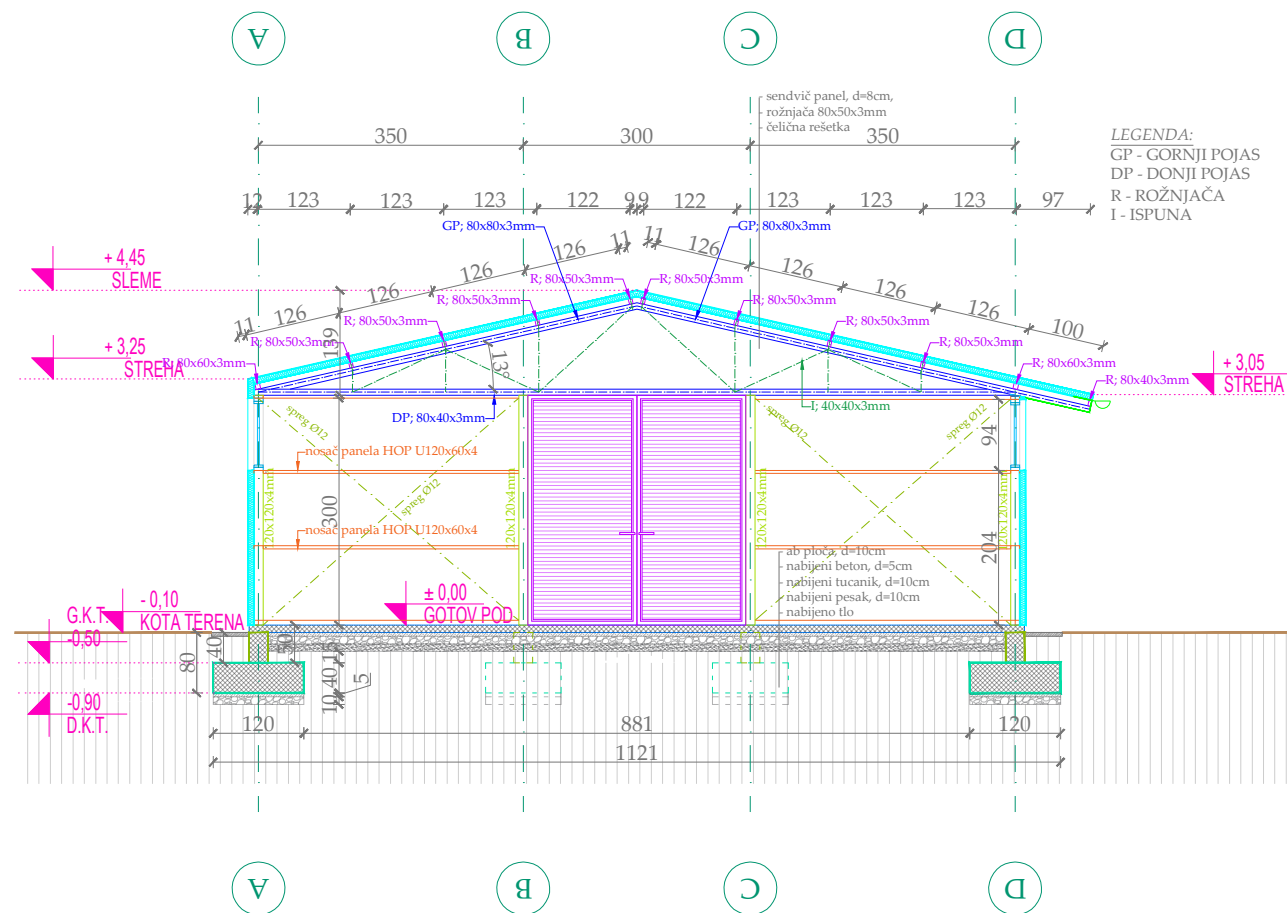 A B C D
sendvič panel, d=8cm,
rožnjača 80x50x3mm
čelična rešetka
350 300 350
LEGENDA:
GP - GORNJI POJAS
DP - DONJI POJAS
R - ROŽNJAČA
I - ISPUNA
12 123 123 123 122 9 9 122 123 123 123 97
GP; 80x80x3mm GP; 80x80x3mm
11 126 126 126 11
11 126 126 126 100
+ 4,45
SLEME
R; 80x50x3mm R; 80x50x3mm
R; 80x50x3mm R; 80x50x3mm
R; 80x50x3mm R; 80x50x3mm
R; 80x50x3mm R; 80x50x3mm
139
13°
+ 3,25
STREHA
R; 80x60x3mm R; 80x60x3mm
R; 80x40x3mm
+ 3,05
STREHA
DP; 80x40x3mm
I; 40x40x3mm
spreg Ø12 spreg Ø12 spreg Ø12
94
nosač panela HOP U120x60x4
spreg Ø12
120x120x4mm 120x120x4mm 120x120x4mm 120x120x4mm
300
nosač panela HOP U120x60x4
204
ab ploča, d=10cm
nabijeni beton, d=5cm
nabijeni tucanik, d=10cm
nabijeni pesak, d=10cm
nabijeno tlo
± 0,00
GOTOV POD
- 0,10
KOTA TERENA
G.K.T.
-0,50
80 40 50 15
40
10 5
-0,90
D.K.T.
120 881 120
1121
A B C D